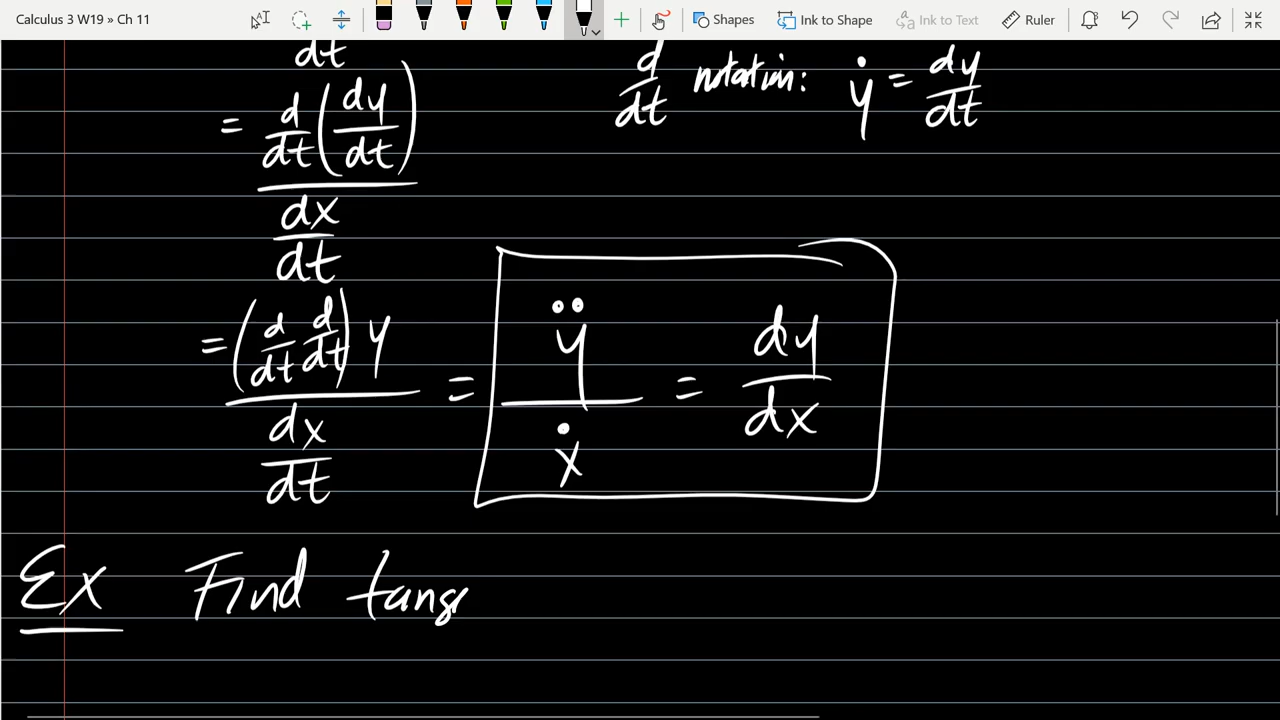 Calculus 3 W19 » Ch 11
Shapes
Ink to Shape
Ink to Text
Ruler
dt
= d/dt (dy/dt)
dx/dt
d/dt notation: ẏ = dy/dt
= (d/dt d/dt) y / dx/dt = ÿ/ẋ = dy/dx
Ex Find tang